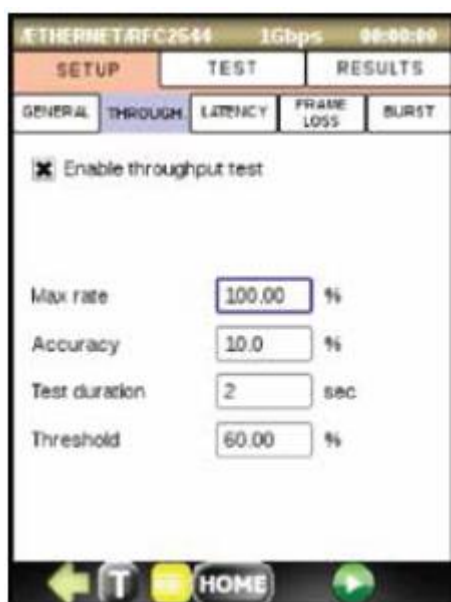 ETHERNET/RFC2544 1Gbps 00:00:00
SETUP TEST RESULTS
GENERAL THROUGH. LATENCY FRAME LOSS BURST
Enable throughput test
Max rate 100.00 %
Accuracy 10.0 %
Test duration 2 sec
Threshold 60.00 %
T HOME